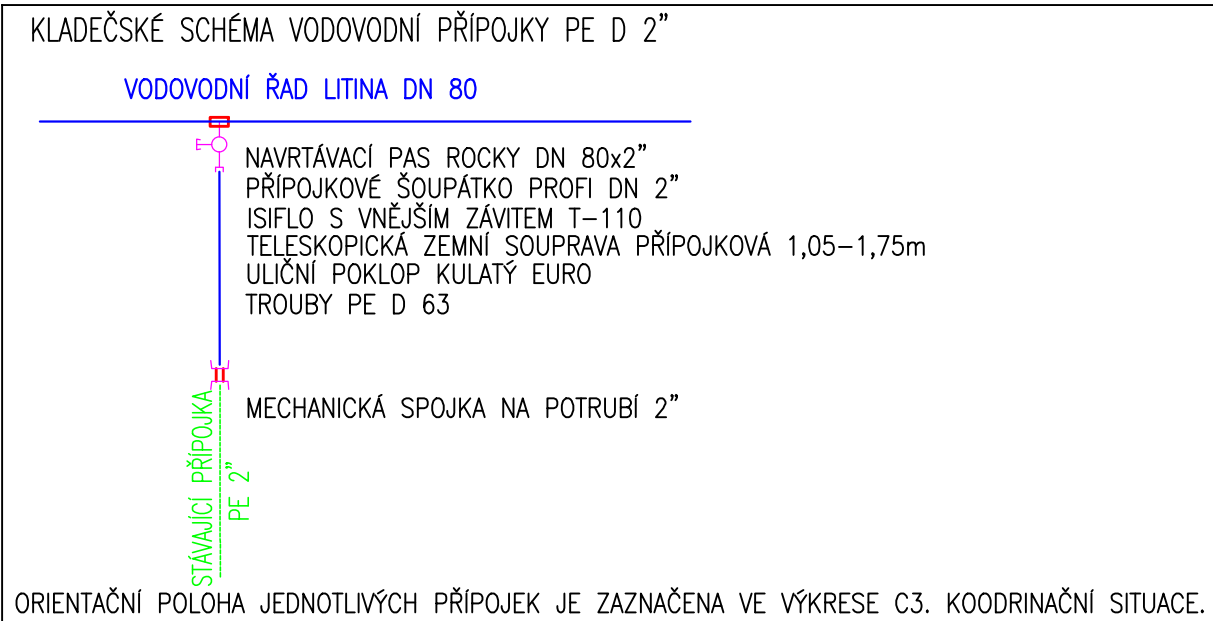 KLADEČSKÉ SCHÉMA VODOVODNÍ PŘÍPOJKY PE D 2”
VODOVODNÍ ŘAD LITINA DN 80
NAVRTÁVACÍ PAS ROCKY DN 80x2”
PŘÍPOJKOVÉ ŠOUPÁTKO PROFI DN 2”
ISIFLO S VNĚJŠÍM ZÁVITEM T-110
TELESKOPICKÁ ZEMNÍ SOUPRAVA PŘÍPOJKOVÁ 1,05-1,75m
ULIČNÍ POKLOP KULATÝ EURO
TROUBY PE D 63
MECHANICKÁ SPOJKA NA POTRUBÍ 2”
STÁVAJÍCÍ PŘÍPOJKA
PE 2”
ORIENTAČNÍ POLOHA JEDNOTLIVÝCH PŘÍPOJEK JE ZAZNAČENA VE VÝKRESE C3. KOODRINAČNÍ SITUACE.